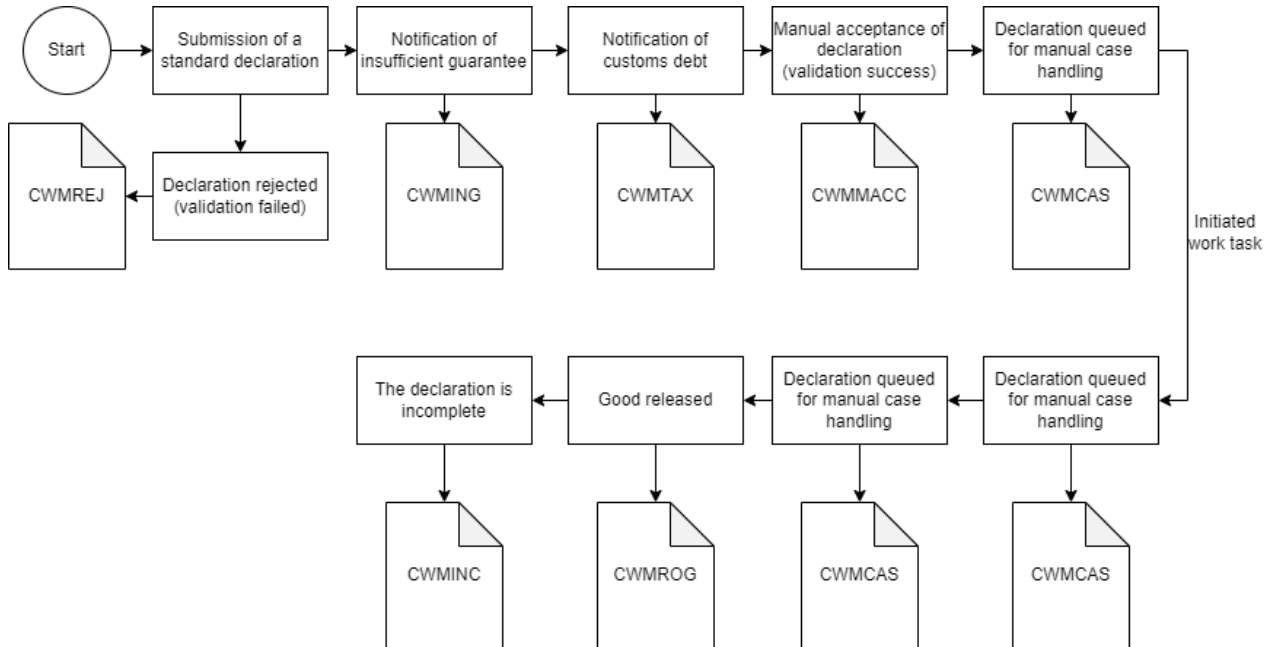 Start
Submission of a
standard declaration
Notification of
insufficient guarantee
Notification of
customs debt
Manual acceptance of
declaration
(validation success)
Declaration queued
for manual case
handling
CWMREJ
Declaration rejected
(validation failed)
CWMING
CWMTAX
CWMMACC
CWMCAS
Initiated
work task
The declaration is
incomplete
Good released
Declaration queued
for manual case
handling
Declaration queued
for manual case
handling
CWMINC
CWMROG
CWMCAS
CWMCAS